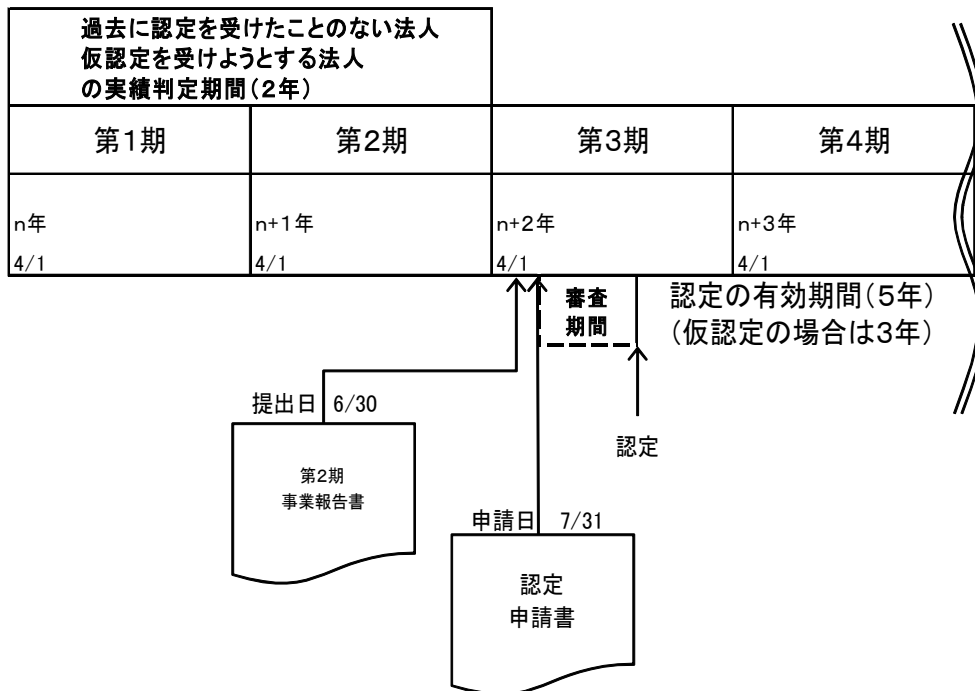 過去に認定を受けたことのない法人
仮認定を受けようとする法人
の実績判定期間(2年)
第1期
第2期
第3期
第4期
n年
n+1年
n+2年
n+3年
4/1
4/1
4/1
4/1
審査
期間
認定の有効期間(5年)
(仮認定の場合は3年)
提出日 6/30
認定
第2期
事業報告書
申請日 7/31
認定
申請書